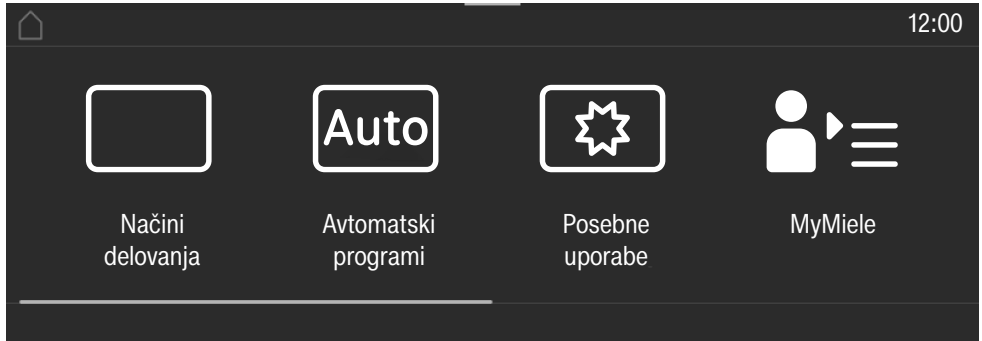 12:00
Auto
Načini
delovanja
Avtomatski
programi
Posebne
uporabe
MyMiele